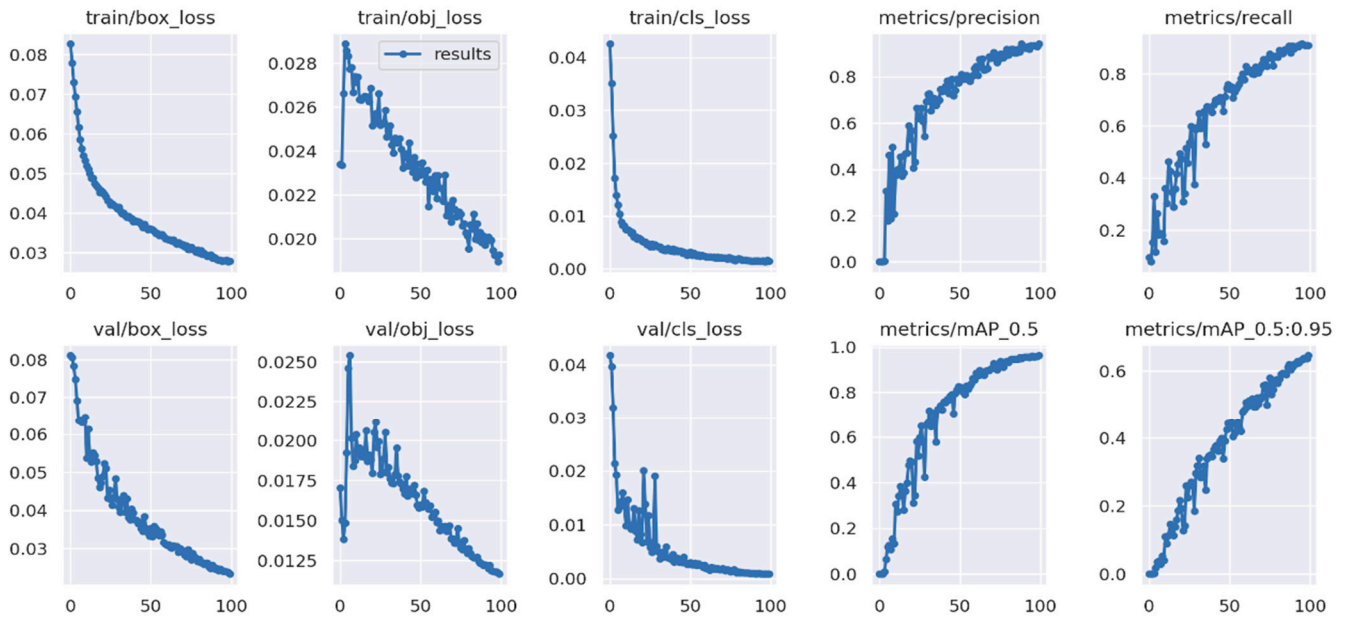 train/box_loss
0.08
0.07
0.06
0.05
0.04
0.03
0 50 100
train/obj_loss
results
0.028
0.026
0.024
0.022
0.020
0 50 100
train/cls_loss
0.04
0.03
0.02
0.01
0.00
0 50 100
metrics/precision
0.8
0.6
0.4
0.2
0.0
0 50 100
metrics/recall
0.8
0.6
0.4
0.2
0 50 100
val/box_loss
0.08
0.07
0.06
0.05
0.04
0.03
0 50 100
val/obj_loss
0.0250
0.0225
0.0200
0.0175
0.0150
0.0125
0 50 100
val/cls_loss
0.04
0.03
0.02
0.01
0.00
0 50 100
metrics/mAP_0.5
1.0
0.8
0.6
0.4
0.2
0.0
0 50 100
metrics/mAP_0.5:0.95
0.6
0.4
0.2
0.0
0 50 100